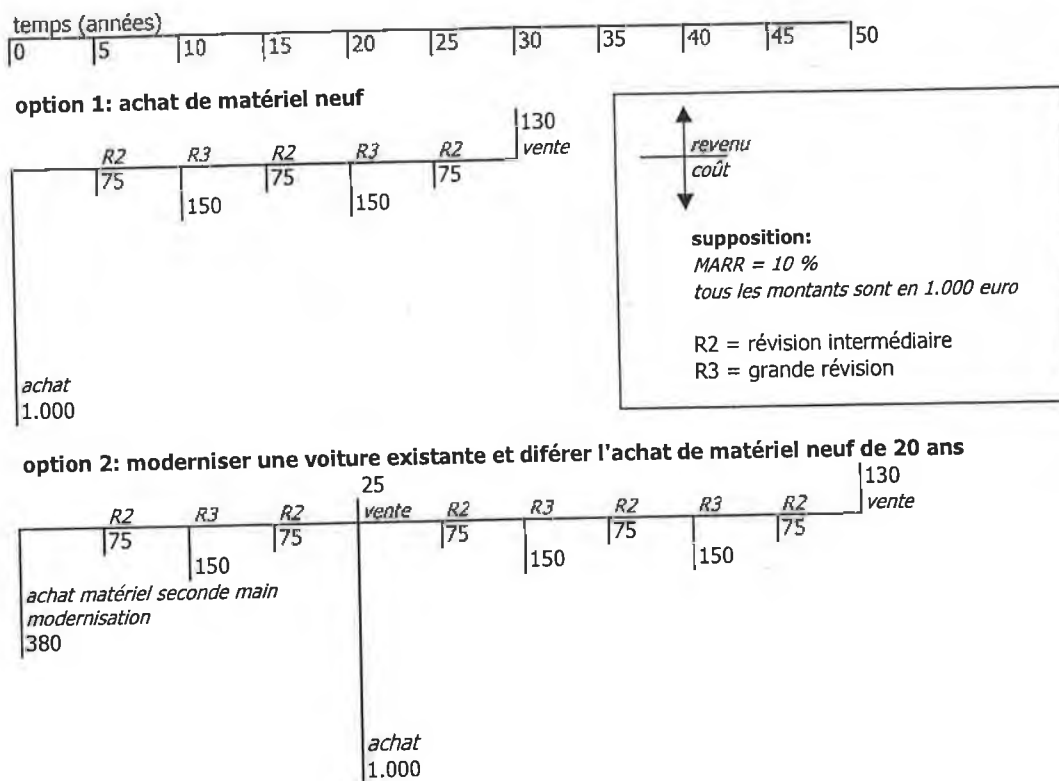 temps (années)
0 5 10 15 20 25 30 35 40 45 50
option 1: achat de matériel neuf
130
R2 R3 R2 R3 R2 vente
75 150 75 150 75
achat
1.000
revenu
coût
supposition:
MARR = 10 %
tous les montants sont en 1.000 euro
R2 = révision intermédiaire
R3 = grande révision
option 2: moderniser une voiture existante et diférer l'achat de matériel neuf de 20 ans
25 130
R2 R3 R2 vente R2 R3 R2 R3 R2 vente
75 150 75 75 150 75 150 75
achat matériel seconde main
modernisation
380
achat
1.000